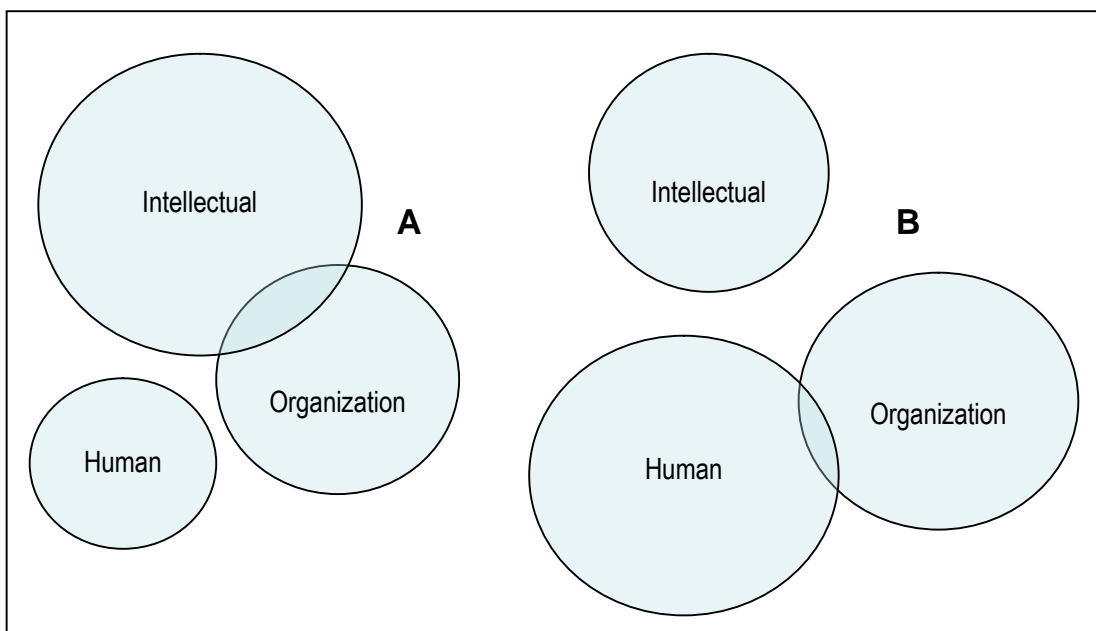 Intellectual
A
Organization
Human
Intellectual
B
Organization
Human